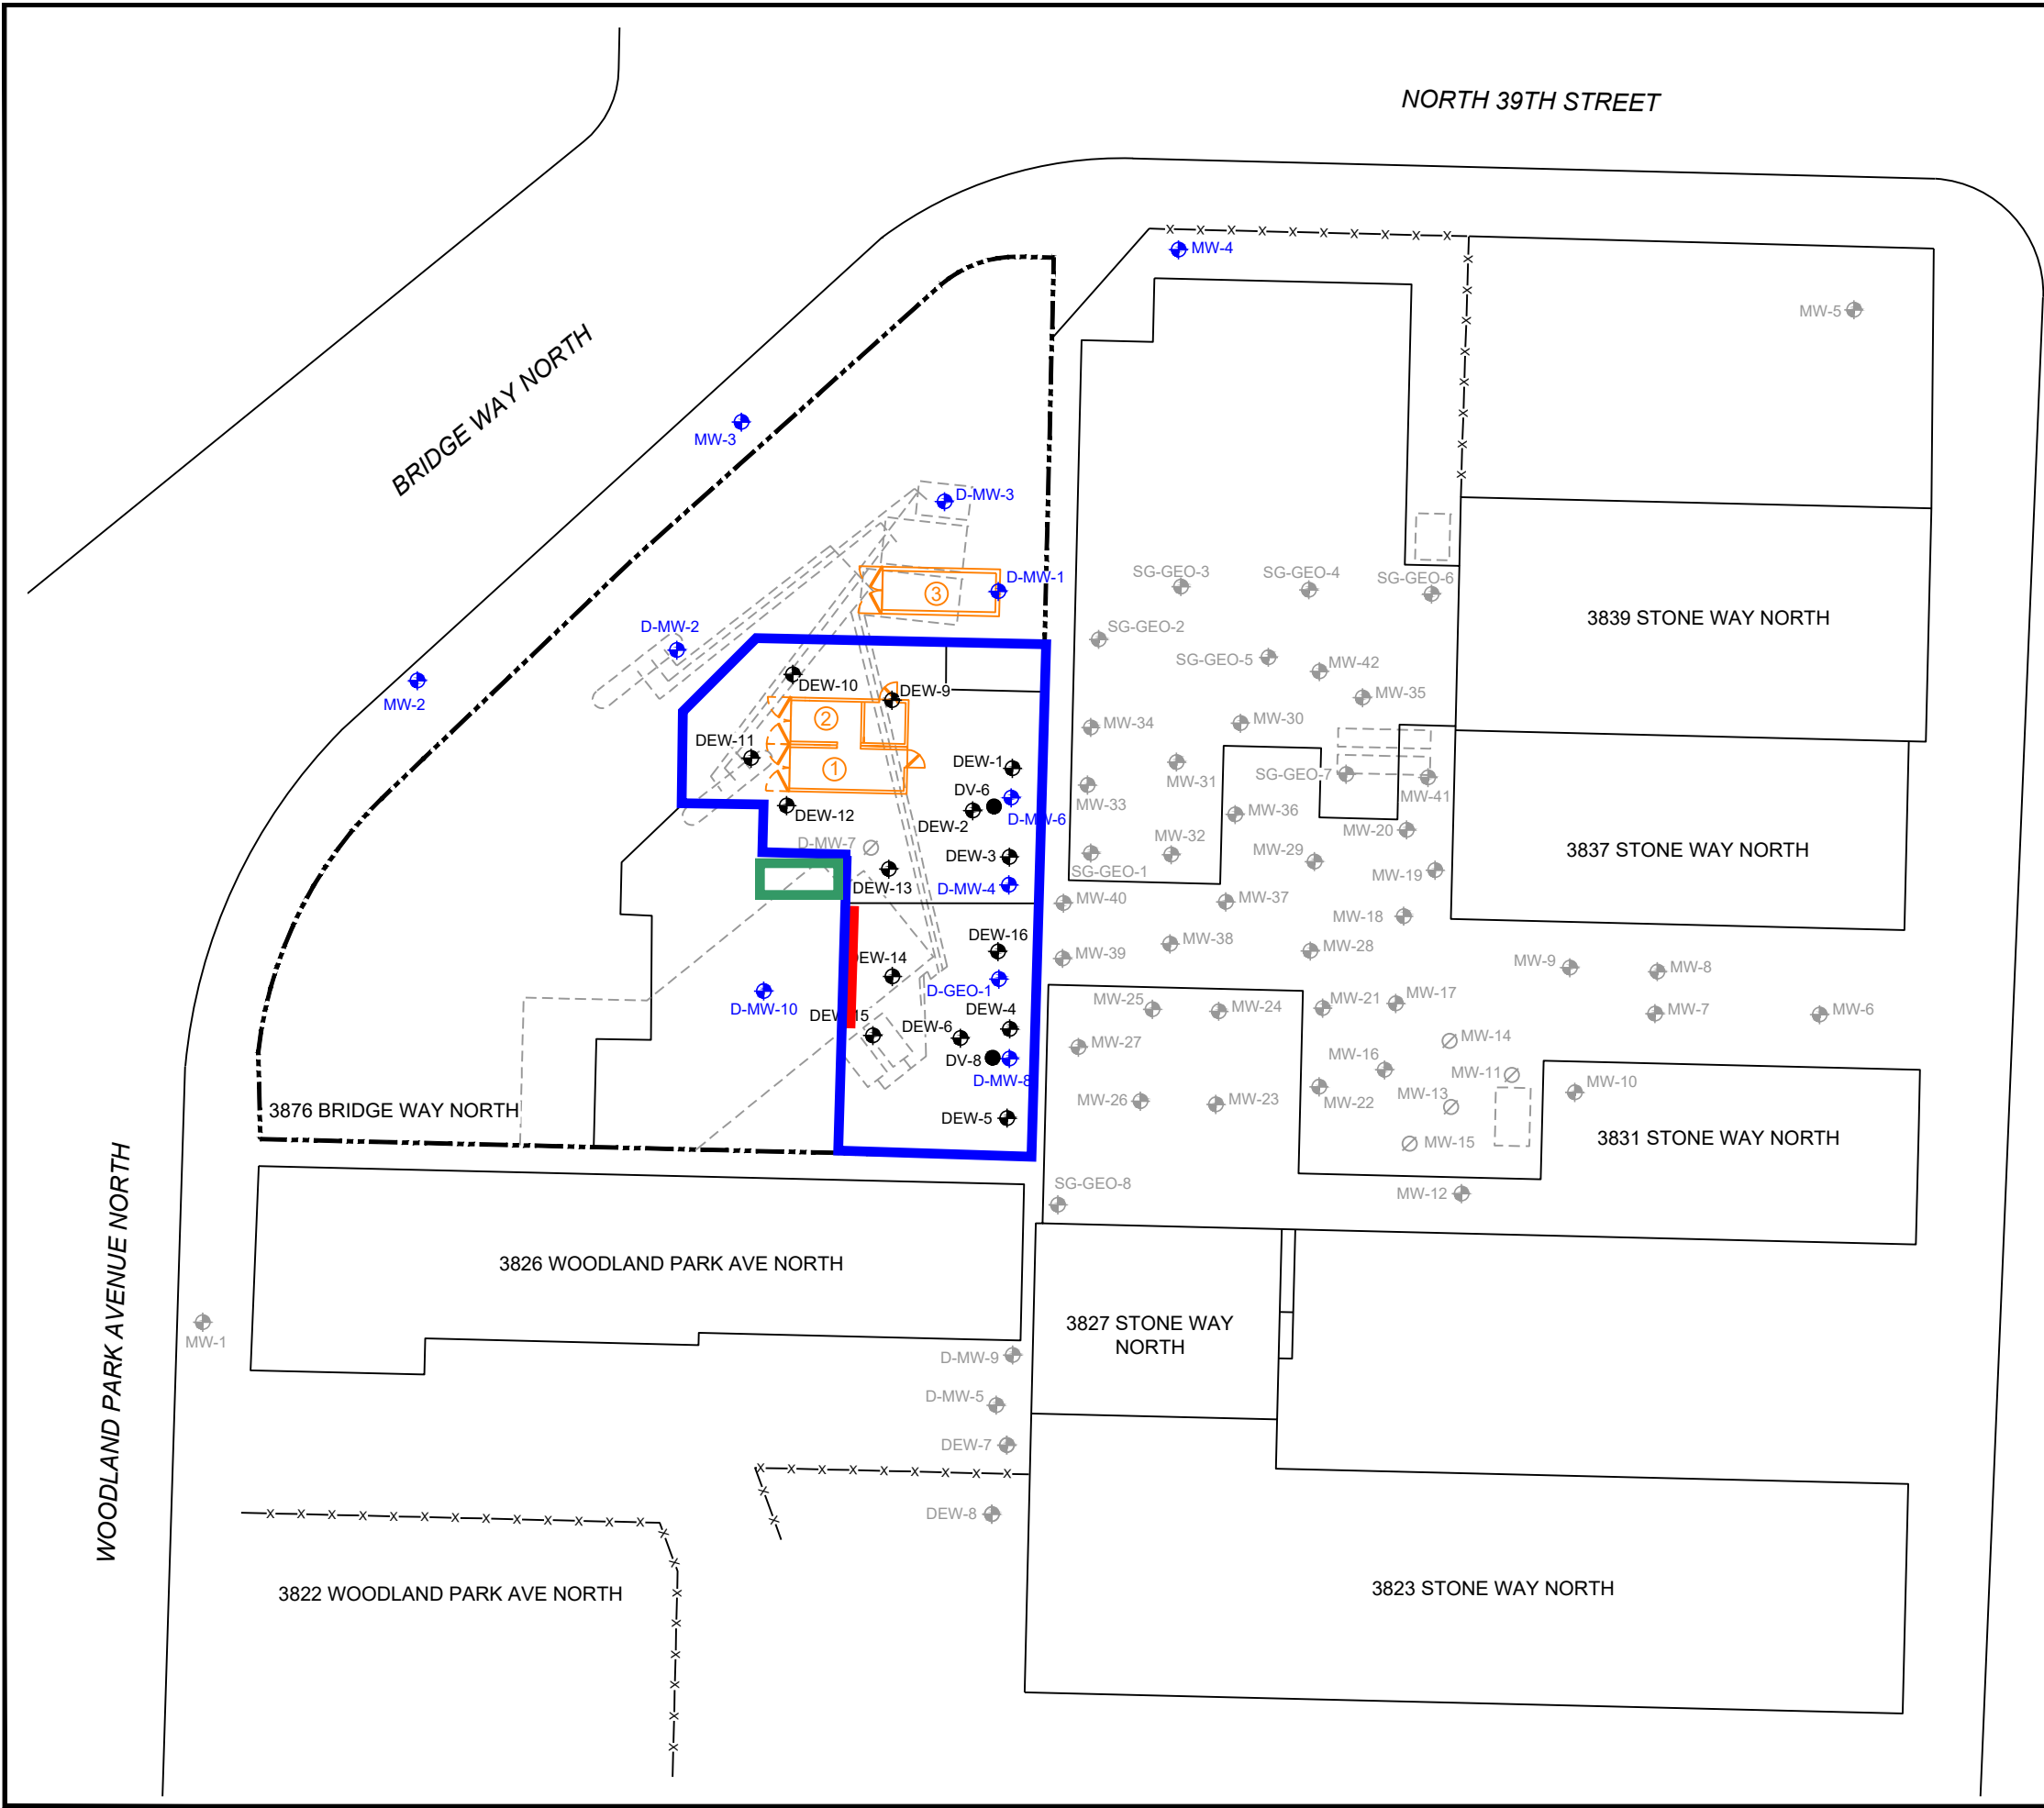 NORTH 39TH STREET
MW-4
MW-5
BRIDGE WAY NORTH
MW-3
D-MW-3
D-MW-1
3
SG-GEO-3
SG-GEO-4
SG-GEO-6
3839 STONE WAY NORTH
D-MW-2
SG-GEO-2
SG-GEO-5
MW-42
MW-35
MW-2
DEW-10
DEW-9
2
MW-34
MW-30
DEW-11
1
DEW-1
DV-6
MW-31
SG-GEO-7
MW-41
MW-33
DEW-12
DEW-2
D-MW-6
MW-36
MW-20
D-MW-7
DEW-3
MW-32
MW-29
3837 STONE WAY NORTH
SG-GEO-1
MW-19
DEW-13
D-MW-4
MW-40
MW-37
MW-18
DEW-16
MW-39
MW-38
MW-28
DEW-14
MW-9
MW-8
D-GEO-1
D-MW-10
DEW-4
MW-25
MW-24
MW-21
MW-17
MW-7
MW-6
DEW-15
DEW-6
MW-27
MW-14
DV-8
D-MW-8
MW-16
MW-11
MW-10
3876 BRIDGE WAY NORTH
DEW-5
MW-26
MW-23
MW-22
MW-13
MW-15
3831 STONE WAY NORTH
SG-GEO-8
MW-12
WOODLAND PARK AVENUE NORTH
3826 WOODLAND PARK AVE NORTH
MW-1
3827 STONE WAY
NORTH
D-MW-9
D-MW-5
DEW-7
DEW-8
3822 WOODLAND PARK AVE NORTH
3823 STONE WAY NORTH